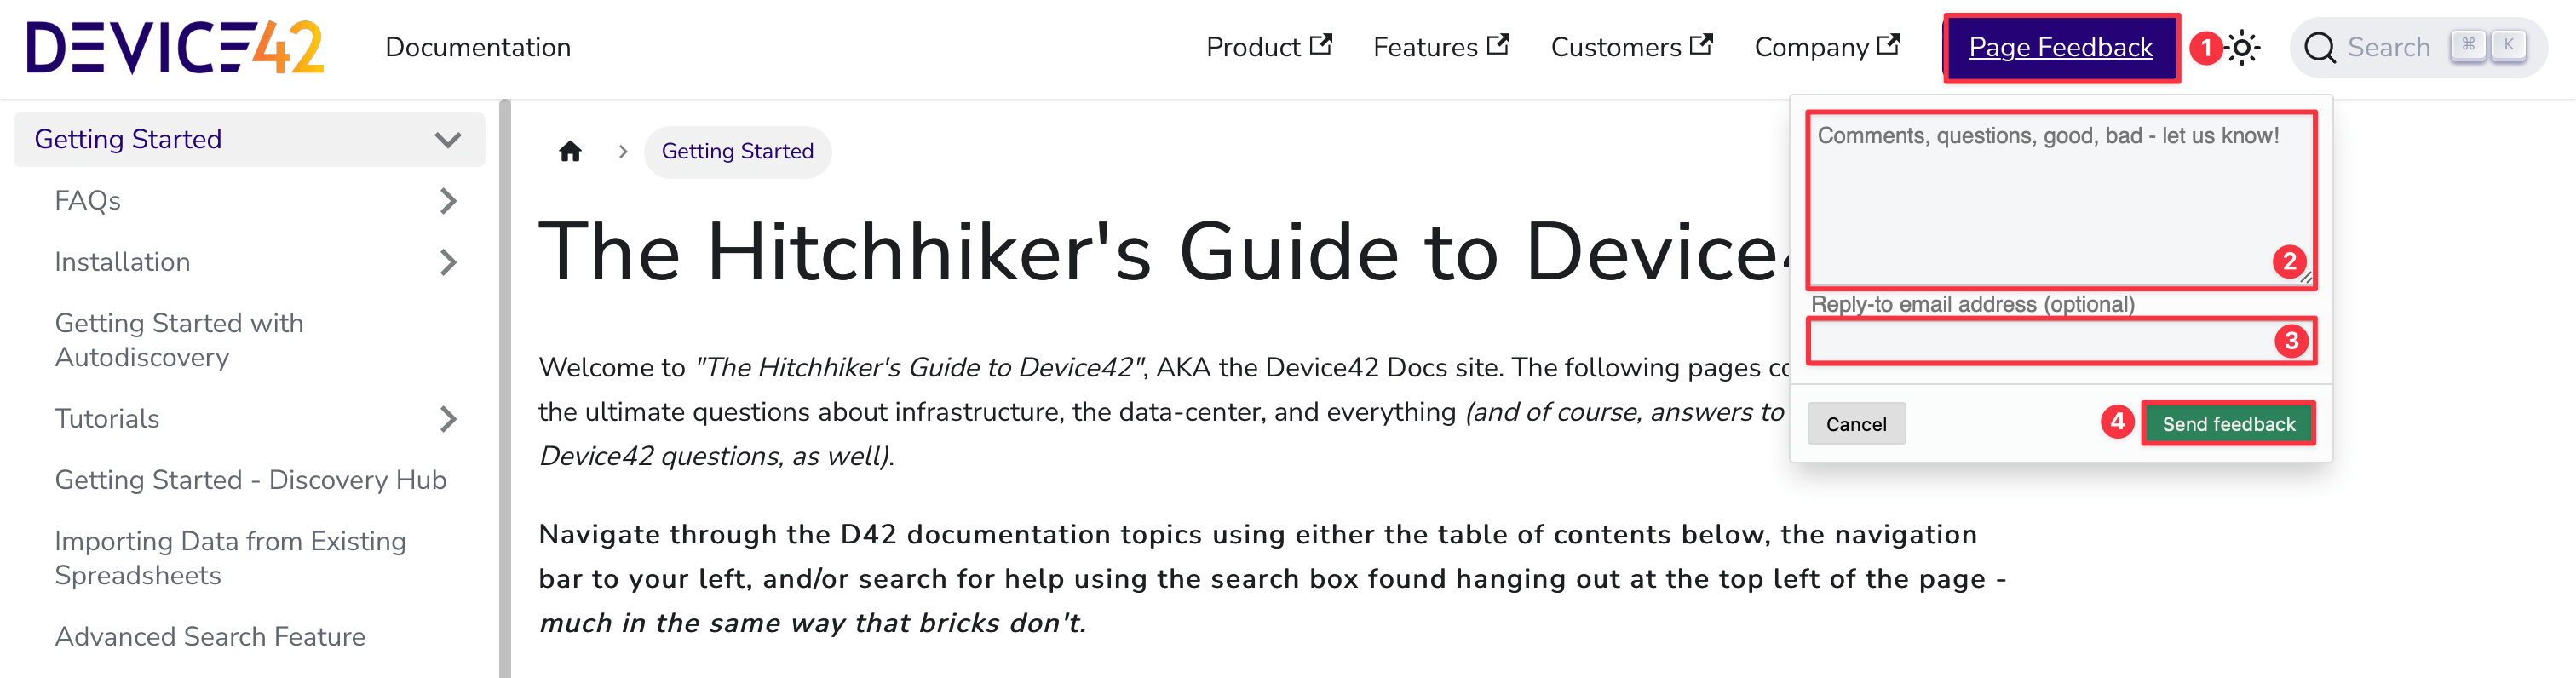 DEVICE42
Documentation
Product
Features
Customers
Company
Page Feedback
1
Search
⌘
K
Getting Started
FAQs
Installation
Getting Started with
Autodiscovery
Tutorials
Getting Started - Discovery Hub
Importing Data from Existing
Spreadsheets
Advanced Search Feature
Getting Started
The Hitchhiker's Guide to Device4
Welcome to "The Hitchhiker's Guide to Device42", AKA the Device42 Docs site. The following pages co
the ultimate questions about infrastructure, the data-center, and everything (and of course, answers to
Device42 questions, as well).
Navigate through the D42 documentation topics using either the table of contents below, the navigation
bar to your left, and/or search for help using the search box found hanging out at the top left of the page -
much in the same way that bricks don't.
Comments, questions, good, bad - let us know!
2
Reply-to email address (optional)
3
Cancel
4
Send feedback